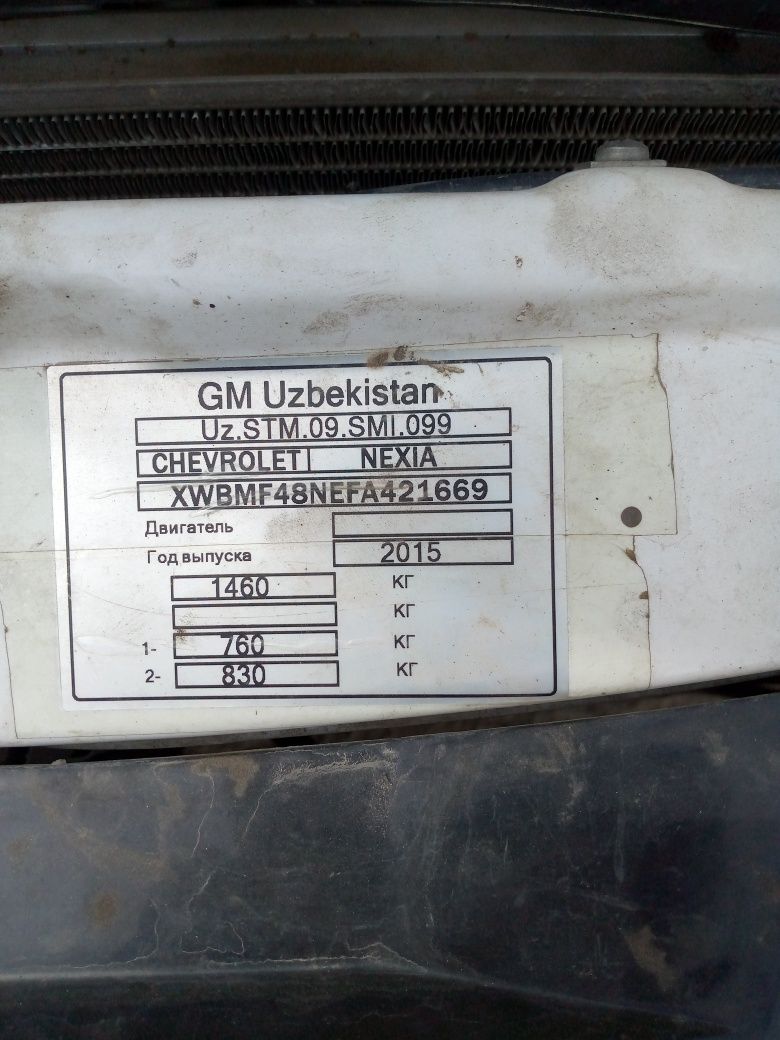 GM Uzbekistan
Uz.STM.09.SMI.099
CHEVROLET NEXIA
XWBMF48NEFA421669
Двигатель
Год выпуска 2015
1460 КГ
КГ
1- 760 КГ
2- 830 КГ